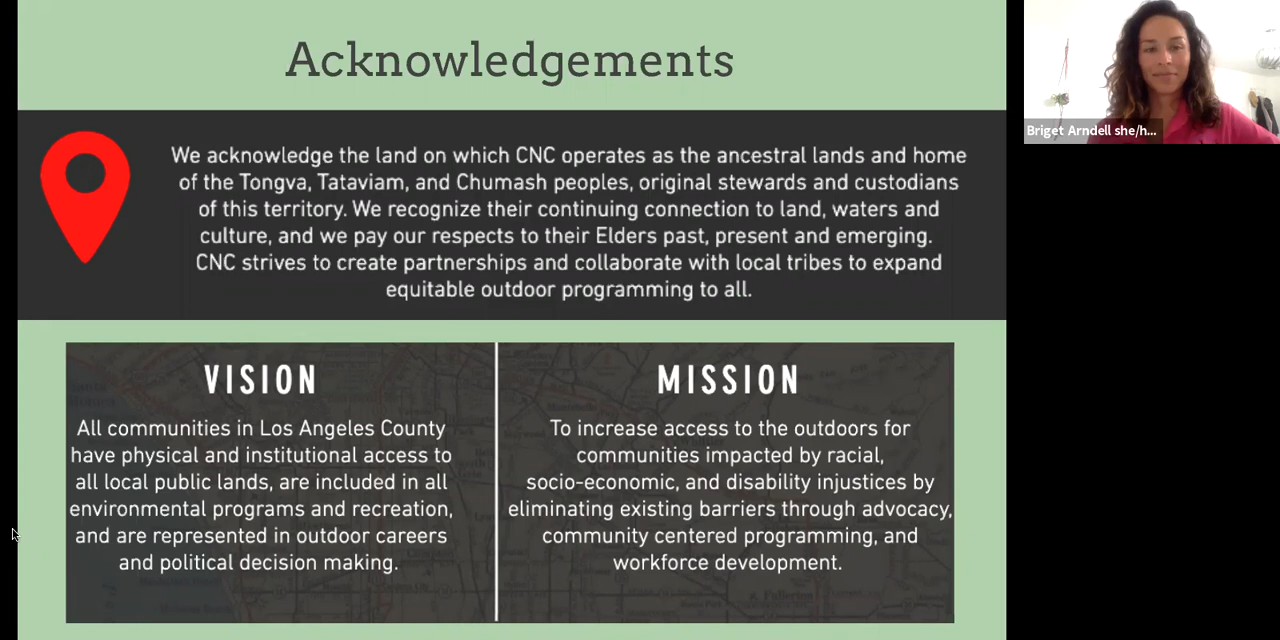 Acknowledgements
We acknowledge the land on which CNC operates as the ancestral lands and home
of the Tongva, Tataviam, and Chumash peoples, original stewards and custodians
of this territory. We recognize their continuing connection to land, waters and
culture, and we pay our respects to their Elders past, present and emerging.
CNC strives to create partnerships and collaborate with local tribes to expand
equitable outdoor programming to all.
VISION
All communities in Los Angeles County
have physical and institutional access to
all local public lands, are included in all
environmental programs and recreation,
and are represented in outdoor careers
and political decision making.
MISSION
To increase access to the outdoors for
communities impacted by racial,
socio-economic, and disability injustices by
eliminating existing barriers through advocacy,
community centered programming, and
workforce development.
Fullerton
Briget Arndell she/h...